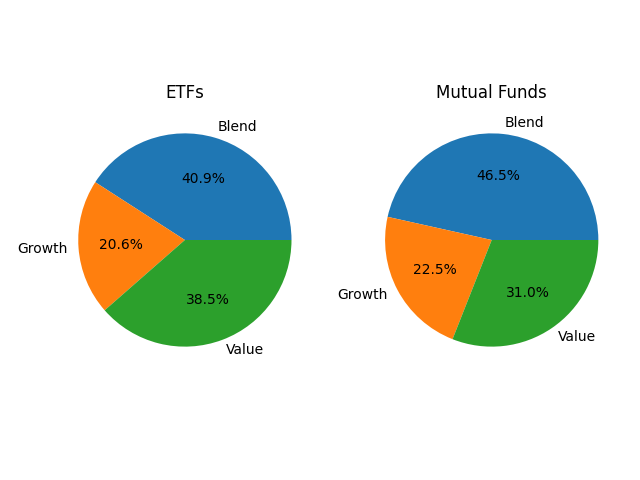 ETFs
Blend
40.9%
Growth
20.6%
38.5%
Value
Mutual Funds
Blend
46.5%
Growth
22.5%
31.0%
Value